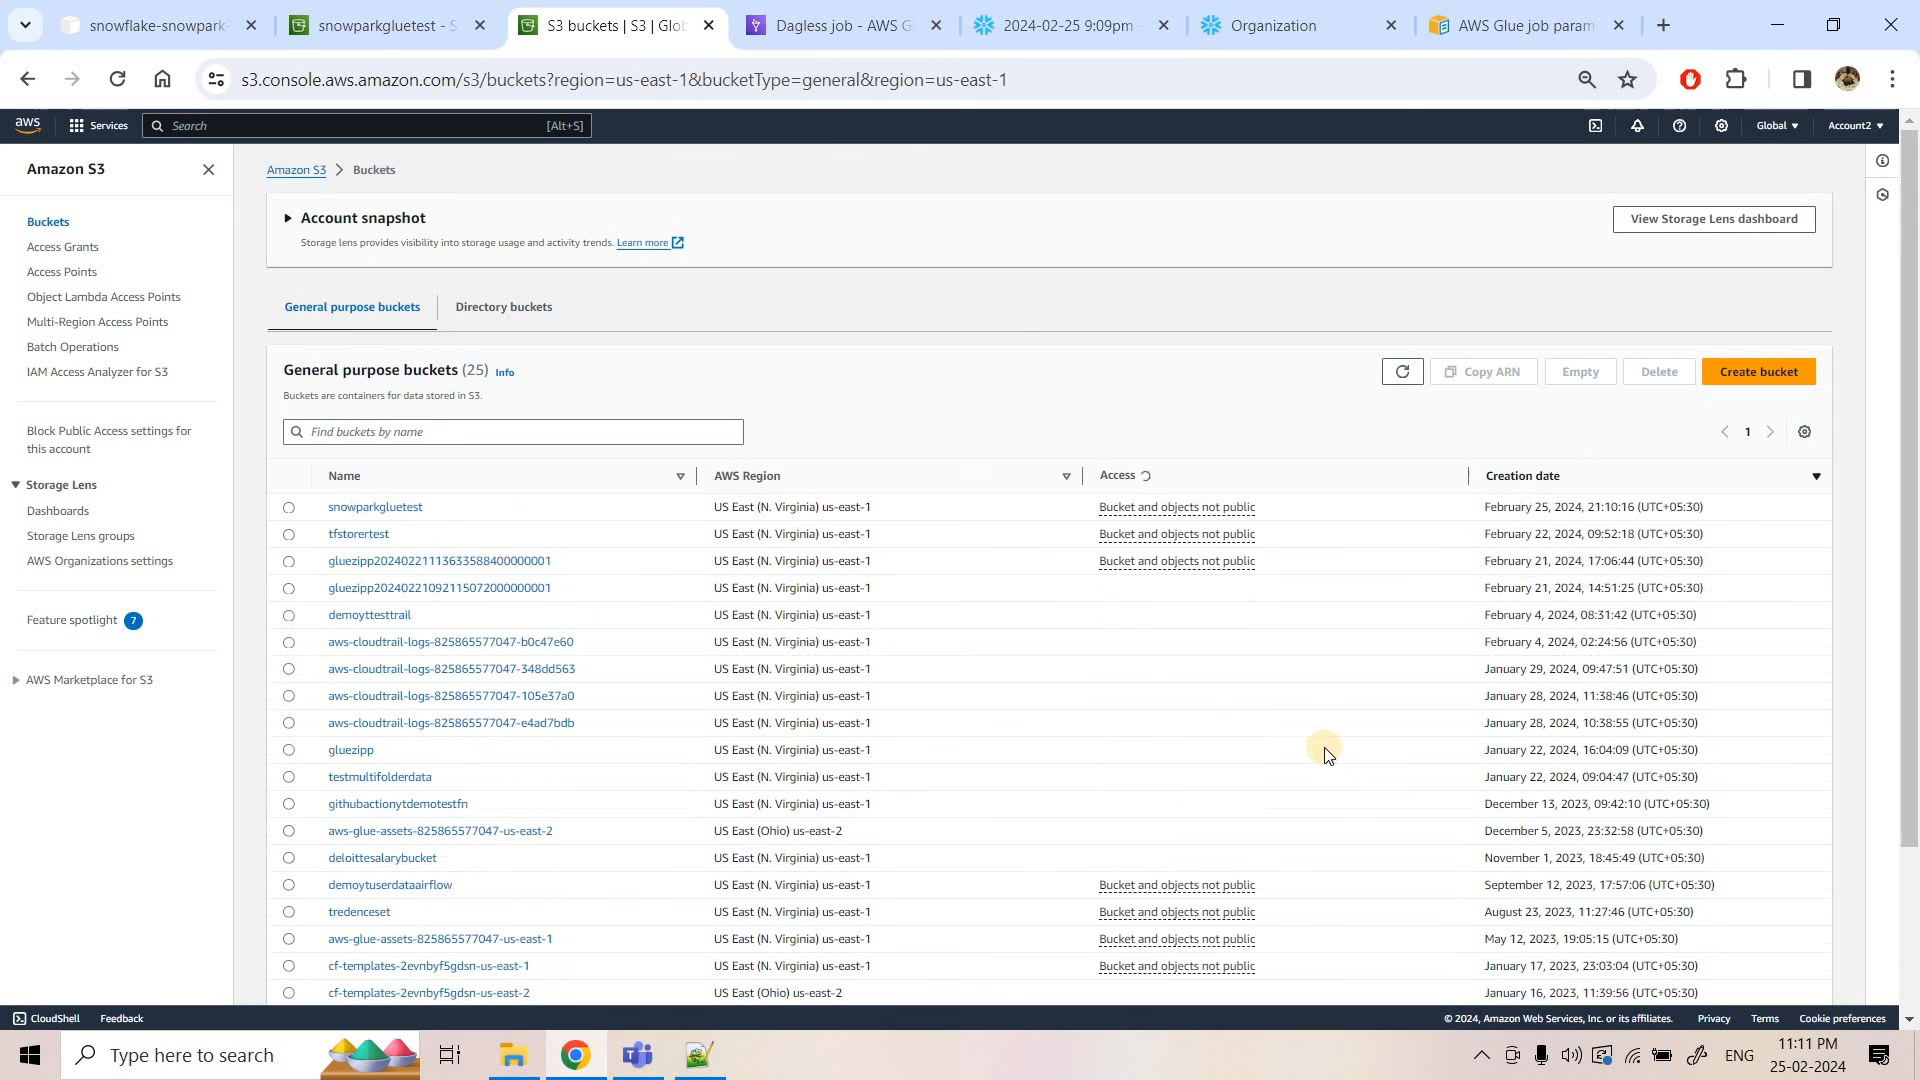 snowflake-snowpark-
snowparkgluetest - S
S3 buckets | S3 | Glob
Dagless job - AWS Gl
2024-02-25 9:09pm
Organization
AWS Glue job param
s3.console.aws.amazon.com/s3/buckets?region=us-east-1&bucketType=general&region=us-east-1
aws
Services
Search
[Alt+S]
Global
Account2
Amazon S3
Buckets
Access Grants
Access Points
Object Lambda Access Points
Multi-Region Access Points
Batch Operations
IAM Access Analyzer for S3
Block Public Access settings for
this account
Storage Lens
Dashboards
Storage Lens groups
AWS Organizations settings
Feature spotlight 7
AWS Marketplace for S3
Amazon S3 > Buckets
Account snapshot
Storage lens provides visibility into storage usage and activity trends. Learn more
View Storage Lens dashboard
General purpose buckets
Directory buckets
General purpose buckets (25) Info
Buckets are containers for data stored in S3.
Copy ARN
Empty
Delete
Create bucket
Find buckets by name
1
Name AWS Region Access Creation date
snowparkgluetest US East (N. Virginia) us-east-1 Bucket and objects not public February 25, 2024, 21:10:16 (UTC+05:30)
tfstorertest US East (N. Virginia) us-east-1 Bucket and objects not public February 22, 2024, 09:52:18 (UTC+05:30)
gluezipp20240221113633588400000001 US East (N. Virginia) us-east-1 Bucket and objects not public February 21, 2024, 17:06:44 (UTC+05:30)
gluezipp20240221092115072000000001 US East (N. Virginia) us-east-1 February 21, 2024, 14:51:25 (UTC+05:30)
demoyttesttrail US East (N. Virginia) us-east-1 February 4, 2024, 08:31:42 (UTC+05:30)
aws-cloudtrail-logs-825865577047-b0c47e60 US East (N. Virginia) us-east-1 February 4, 2024, 02:24:56 (UTC+05:30)
aws-cloudtrail-logs-825865577047-348dd563 US East (N. Virginia) us-east-1 January 29, 2024, 09:47:51 (UTC+05:30)
aws-cloudtrail-logs-825865577047-105e37a0 US East (N. Virginia) us-east-1 January 28, 2024, 11:38:46 (UTC+05:30)
aws-cloudtrail-logs-825865577047-e4ad7bdb US East (N. Virginia) us-east-1 January 28, 2024, 10:38:55 (UTC+05:30)
gluezipp US East (N. Virginia) us-east-1 January 22, 2024, 16:04:09 (UTC+05:30)
testmultifolderdata US East (N. Virginia) us-east-1 January 22, 2024, 09:04:47 (UTC+05:30)
githubactionytdemotestfn US East (N. Virginia) us-east-1 December 13, 2023, 09:42:10 (UTC+05:30)
aws-glue-assets-825865577047-us-east-2 US East (Ohio) us-east-2 December 5, 2023, 23:32:58 (UTC+05:30)
deloittesalarybucket US East (N. Virginia) us-east-1 November 1, 2023, 18:45:49 (UTC+05:30)
demoytuserdataairflow US East (N. Virginia) us-east-1 Bucket and objects not public September 12, 2023, 17:57:06 (UTC+05:30)
tredenceset US East (N. Virginia) us-east-1 Bucket and objects not public August 23, 2023, 11:27:46 (UTC+05:30)
aws-glue-assets-825865577047-us-east-1 US East (N. Virginia) us-east-1 Bucket and objects not public May 12, 2023, 19:05:15 (UTC+05:30)
cf-templates-2evnbyf5gdsn-us-east-1 US East (N. Virginia) us-east-1 Bucket and objects not public January 17, 2023, 23:03:04 (UTC+05:30)
cf-templates-2evnbyf5gdsn-us-east-2 US East (Ohio) us-east-2 January 16, 2023, 11:39:56 (UTC+05:30)
CloudShell
Feedback
© 2024, Amazon Web Services, Inc. or its affiliates.
Privacy
Terms
Cookie preferences
Type here to search
ENG
11:11 PM
25-02-2024